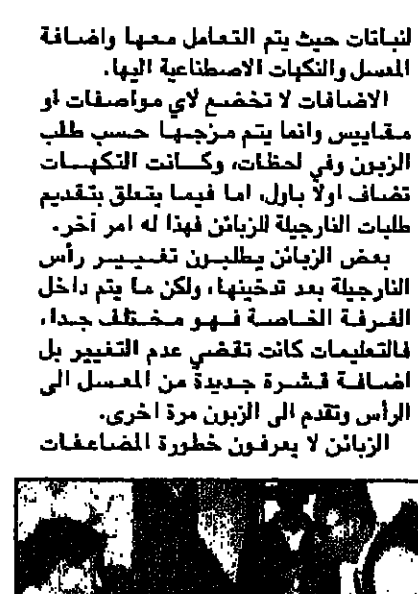 لنباتات حيث يتم التعامل معها واضافة
المعسل والنكهات الاصطناعية اليها.
الاضافات لا تخضع لاي مواصفات او
مقاييس وانما يتم مزجها حسب طلب
الزبون وفي لحظات، وكانت النكهات
تضاف اولاً باول، اما فيما يتعلق بتقديم
طلبات النارجيلة للزبائن فهذا له امر آخر.
بعض الزبائن يطلبون تغيير رأس
النارجيلة بعد تدخينها، ولكن ما يتم داخل
الغرفة الخاصة فهو مختلف جدا،
فالتعليمات كانت تقضي عدم التغيير بل
اضافة قشرة جديدة من المعسل الى
الرأس وتقدم الى الزبون مرة اخرى.
الزبائن لا يعرفون خطورة المضاعفات